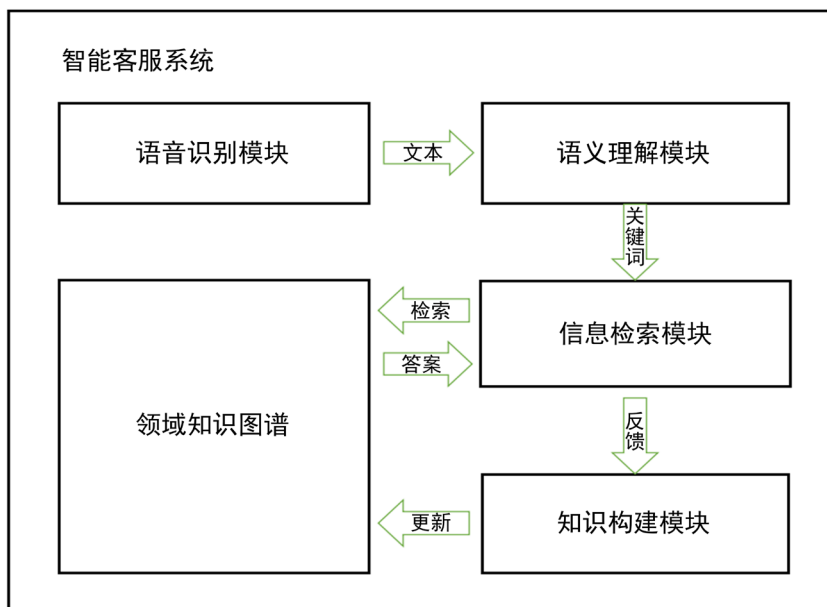 智能客服系统
语音识别模块
文本
语义理解模块
关键词
检索
信息检索模块
答案
领域知识图谱
反馈
更新
知识构建模块